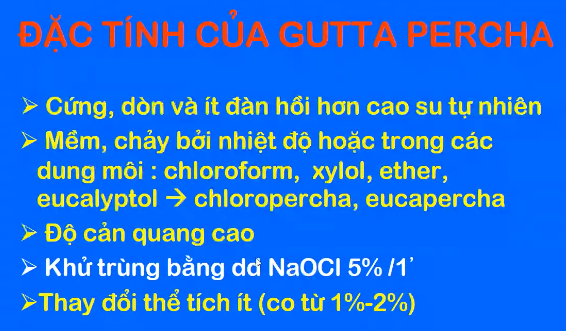 ĐẶC TÍNH CỦA GUTTA PERCHA
➢ Cứng, dòn và ít đàn hồi hơn cao su tự nhiên
➢ Mềm, chảy bởi nhiệt độ hoặc trong các
dung môi : chloroform, xylol, ether,
eucalyptol → chloropercha, eucapercha
➢ Độ cản quang cao
➢ Khử trùng bằng dd NaOCl 5% /1'
➢Thay đổi thể tích ít (co từ 1%-2%)